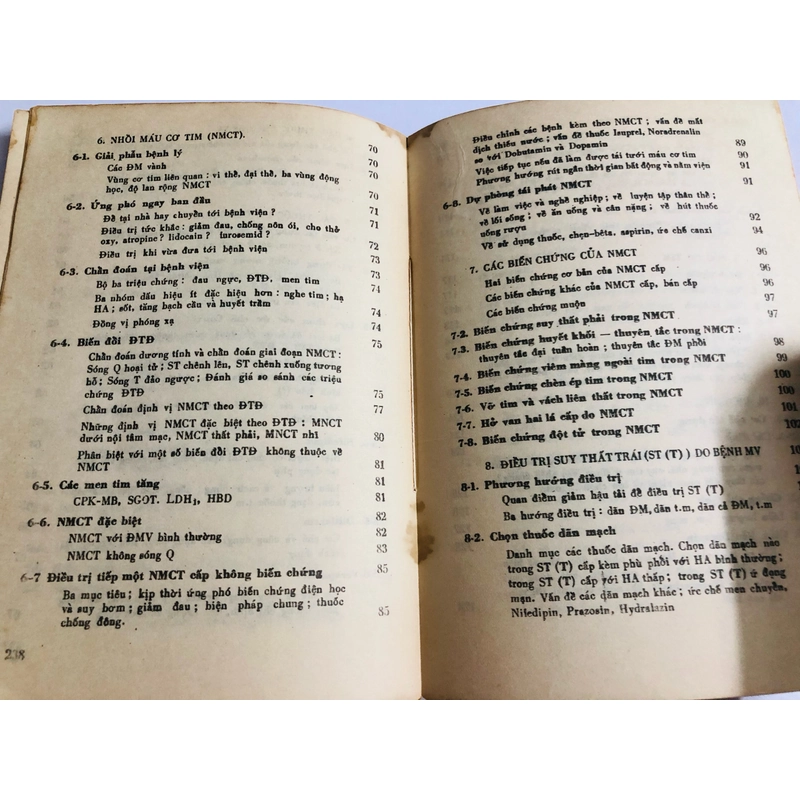 6. NHỒI MÁU CƠ TIM (NMCT). 70
6-1. Giải phẫu bệnh lý 70
Các ĐM vành
Vùng cơ tim liên quan : vi thể, đại thể, ba vùng động
học, độ lan rộng NMCT 70
6-2. Ứng phó ngay ban đầu 71
Để tại nhà hay chuyển tới bệnh viện ?
Điều trị tức khắc : giảm đau, chống nôn ói, cho thở
oxy, atropine ? lidocain ? furosemid ? 72
Điều trị khi vừa đưa tới bệnh viện 73
6-3. Chẩn đoán tại bệnh viện 73
Bộ ba triệu chứng : đau ngực, ĐTĐ, men tim 74
Ba nhóm dấu hiệu ít đặc hiệu hơn : nghe tim ; hạ
HA ; sốt, tăng bạch cầu và huyết trầm 74
Đồng vị phóng xạ 74
6-4. Biến đổi ĐTĐ 75
Chẩn đoán dương tính và chẩn đoán giai đoạn NMCT :
Sóng Q hoại tử ; ST chênh lên, ST chênh xuống tương
hỗ ; Sóng T đảo ngược ; Đánh giá so sánh các triệu
chứng ĐTĐ 75
Chẩn đoán định vị NMCT theo ĐTĐ 77
Những định vị NMCT đặc biệt theo ĐTĐ : MNCT
dưới nội tâm mạc, NMCT thất phải, MNCT nhĩ 80
Phân biệt với một số biến đổi ĐTĐ không thuộc về
NMCT 81
6-5. Các men tim tăng 81
CPK-MB, SGOT. LDH₁, HBD 81
6-6. NMCT đặc biệt 82
NMCT với ĐMV bình thường 82
NMCT không sóng Q 83
6-7 Điều trị tiếp một NMCT cấp không biến chứng 85
Ba mục tiêu ; kịp thời ứng phó biến chứng điện học
và suy bơm ; giảm đau ; biện pháp chung ; thuốc
chống đông. 85
238
Điều chỉnh các bệnh kèm theo NMCT ; vấn đề mất
dịch thiếu nước ; vấn đề thuốc Isuprel, Noradrenalin
so với Dobutamin và Dopamin 89
Việc tiếp tục nếu đã làm được tái tưới máu cơ tim 90
Phương hướng rút ngắn thời gian bất động và nằm viện 91
6-8. Dự phòng tái phát NMCT 91
Về làm việc và nghề nghiệp ; về luyện tập thân thể ;
về lối sống ; về ăn uống và cân nặng ; về hút thuốc
uống rượu 92
Về sử dụng thuốc, chẹn-bêta, aspirin, ức chế canxi 94
7. CÁC BIẾN CHỨNG CỦA NMCT 96
Hai biến chứng cơ bản của NMCT cấp 96
Các biến chứng khác của NMCT cấp, bán cấp 96
Các biến chứng muộn 97
7-2. Biến chứng suy thất phải trong NMCT 97
7-3. Biến chứng huyết khối — thuyên tắc trong NMCT :
thuyên tắc đại tuần hoàn ; thuyên tắc ĐM phổi 98
7-4. Biến chứng viêm màng ngoài tim trong NMCT 99
7-5. Biến chứng chèn ép tim trong NMCT 100
7-6. Vỡ tim và vách liên thất trong NMCT 100
7-7. Hở van hai lá cấp do NMCT 101
7-8. Biến chứng đột tử trong NMCT
8. ĐIỀU TRỊ SUY THẤT TRÁI (ST (T) ) DO BỆNH MV
8-1. Phương hướng điều trị
Quan điểm giảm hậu tải để điều trị ST (T)
Ba hướng điều trị : dãn ĐM, dãn t.m, dãn cả ĐM, t.m
8-2. Chọn thuốc dãn mạch
Danh mục các thuốc dãn mạch. Chọn dãn mạch nào
trong ST (T) cấp kèm phù phổi với HA bình thường ;
trong ST (T) cấp với HA thấp ; trong ST (T) ứ đọng
mạn. Vấn đề các dãn mạch khác ; ức chế men chuyển,
Nifedipin, Prazosin, Hydralazin